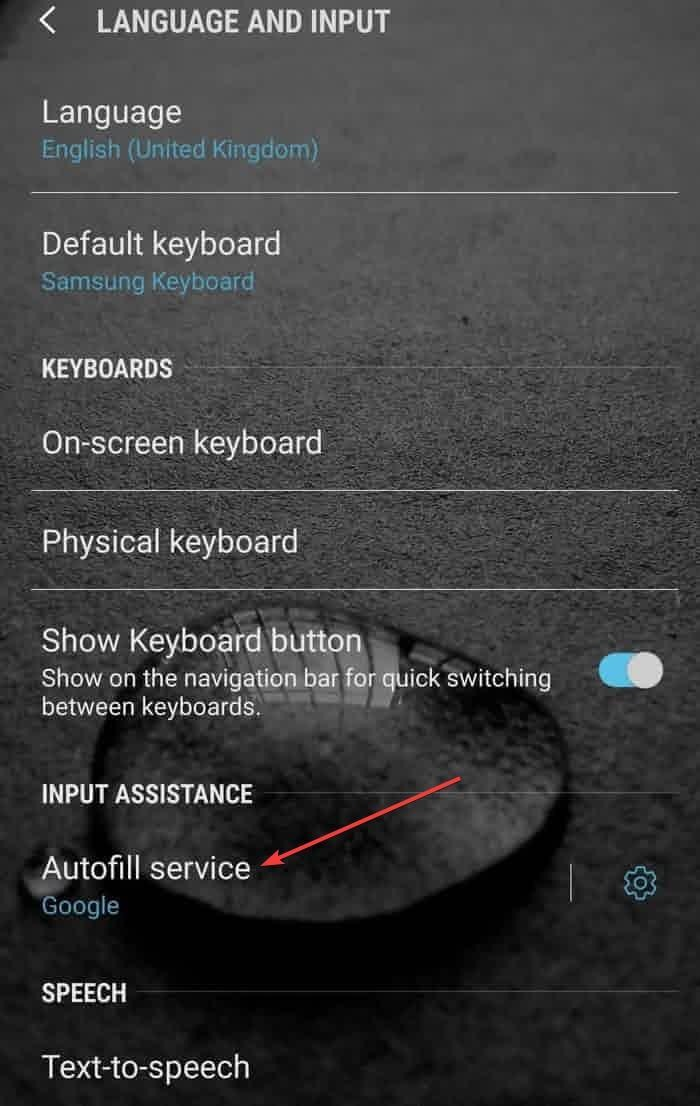 LANGUAGE AND INPUT
Language
English (United Kingdom)
Default keyboard
Samsung Keyboard
KEYBOARDS
On-screen keyboard
Physical keyboard
Show Keyboard button
Show on the navigation bar for quick switching
between keyboards.
INPUT ASSISTANCE
Autofill service
Google
SPEECH
Text-to-speech